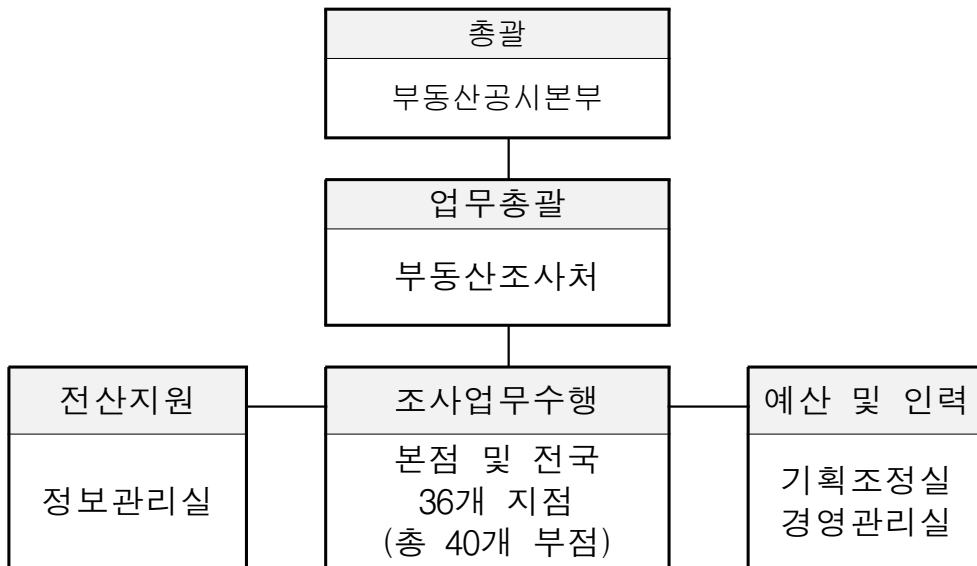 총괄
부동산공시본부
업무총괄
부동산조사처
전산지원
정보관리실
조사업무수행
본점 및 전국
36개 지점
(총 40개 부점)
예산 및 인력
기획조정실
경영관리실